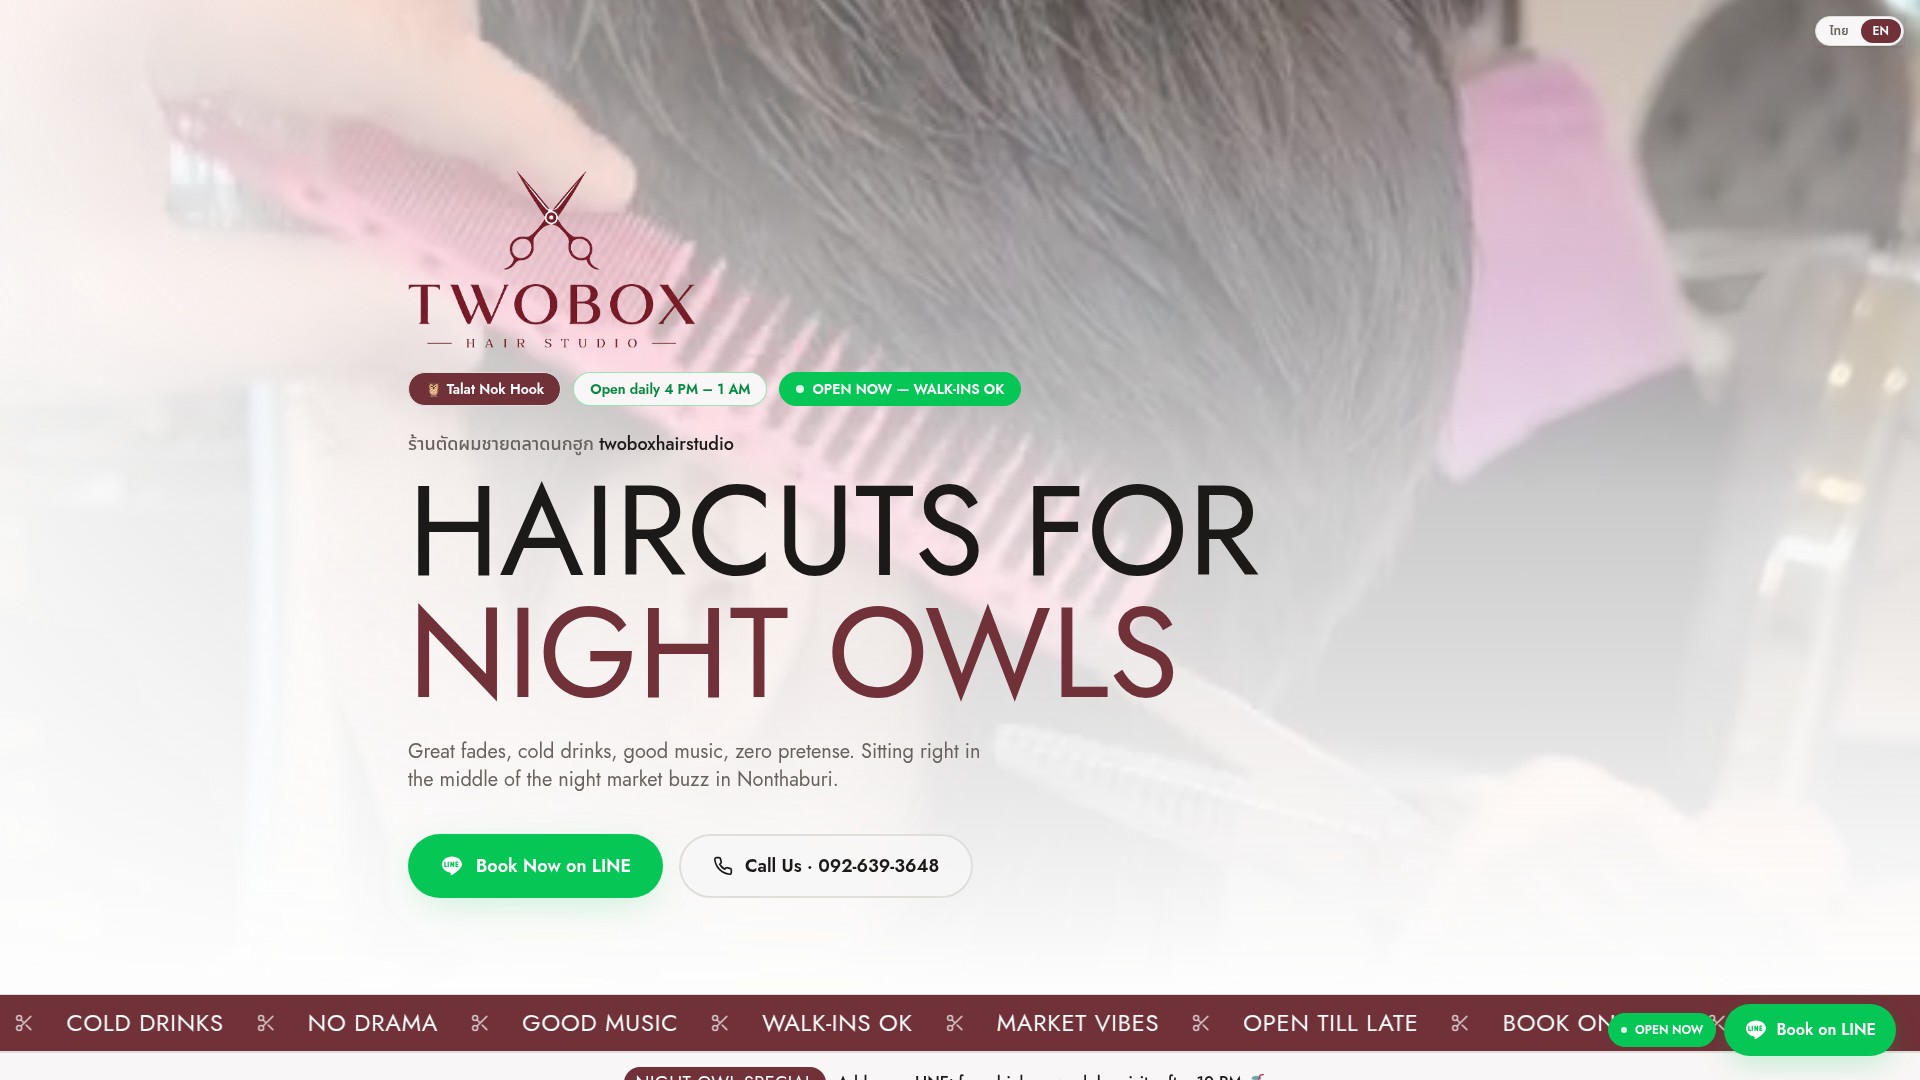 ไทย EN
TWOBOX
HAIR STUDIO
🦉 Talat Nok Hook
Open daily 4 PM – 1 AM
OPEN NOW — WALK-INS OK
ร้านตัดผมชายตลาดนกฮูก twoboxhairstudio
HAIRCUTS FOR
NIGHT OWLS
Great fades, cold drinks, good music, zero pretense. Sitting right in
the middle of the night market buzz in Nonthaburi.
Book Now on LINE
Call Us · 092-639-3648
COLD DRINKS NO DRAMA GOOD MUSIC WALK-INS OK MARKET VIBES OPEN TILL LATE BOOK ON
OPEN NOW
Book on LINE
NIGHT OWL SPECIAL